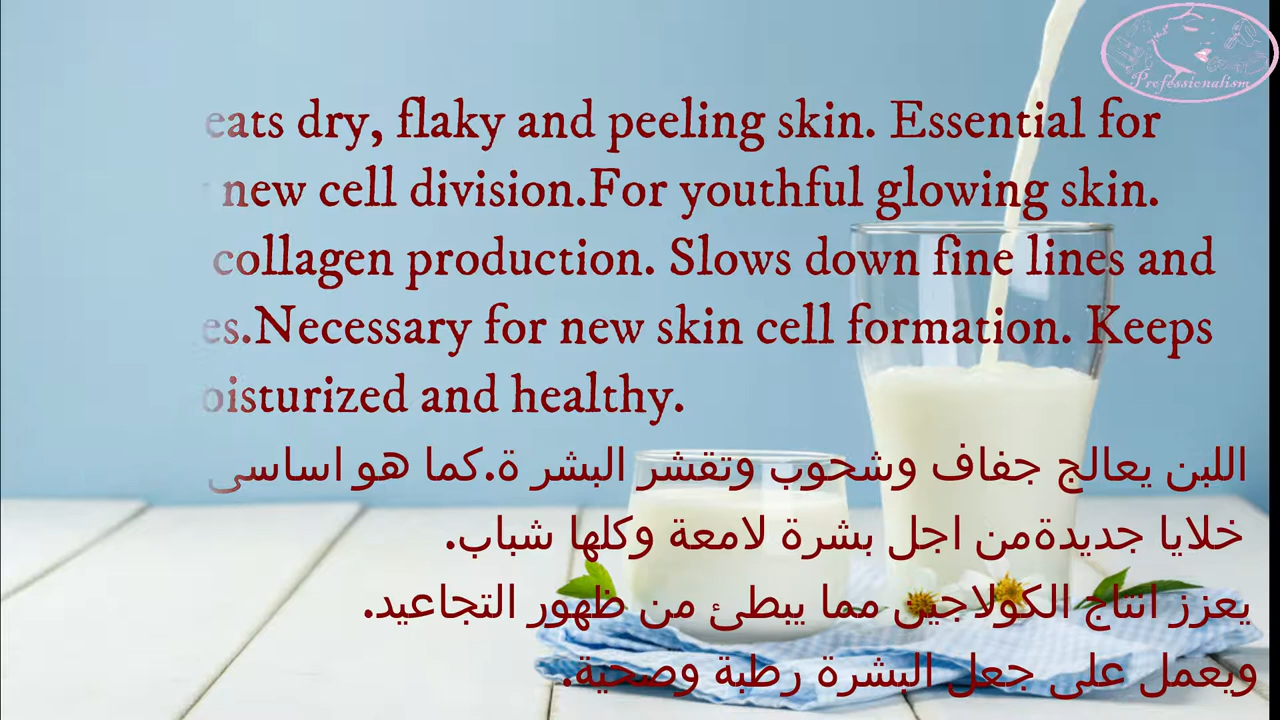 Professionalism
eats dry, flaky and peeling skin. Essential for
new cell division.For youthful glowing skin.
collagen production. Slows down fine lines and
es.Necessary for new skin cell formation. Keeps
oisturized and healthy.
اللبن يعالج جفاف وشحوب وتقشر البشر ة.كما هو اساسى
خلايا جديدةمن اجل بشرة لامعة وكلها شباب.
يعزز انتاج الكولاجين مما يبطئ من ظهور التجاعيد.
ويعمل على جعل البشرة رطبة وصحية.